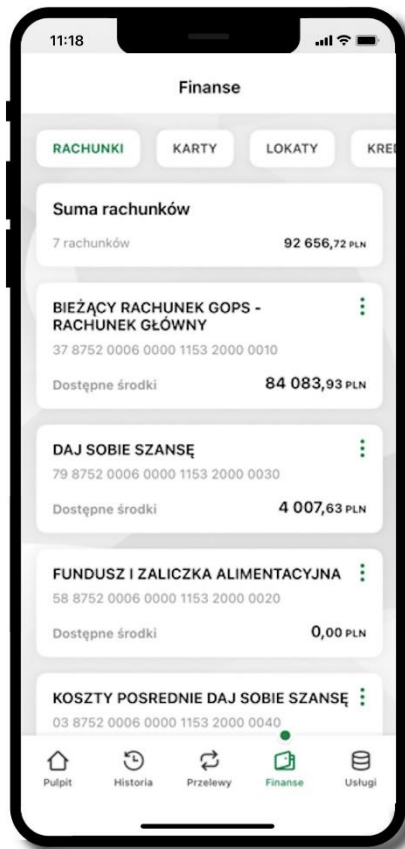 11:18
Finanse
RACHUNKI KARTY LOKATY KRE
Suma rachunków
7 rachunków 92 656,72 PLN
BIEŻĄCY RACHUNEK GOPS -
RACHUNEK GŁÓWNY
37 8752 0006 0000 1153 2000 0010
Dostępne środki 84 083,93 PLN
DAJ SOBIE SZANSĘ
79 8752 0006 0000 1153 2000 0030
Dostępne środki 4 007,63 PLN
FUNDUSZ I ZALICZKA ALIMENTACYJNA
58 8752 0006 0000 1153 2000 0020
Dostępne środki 0,00 PLN
KOSZTY POSREDNIE DAJ SOBIE SZANSĘ
03 8752 0006 0000 1153 2000 0040
Pulpit Historia Przelewy Finanse Usługi